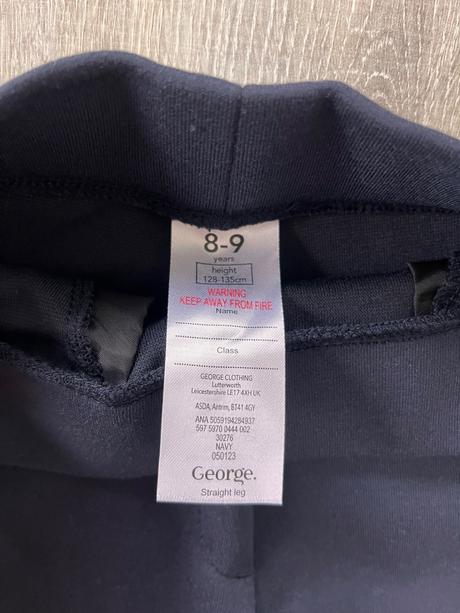 8-9
years
height
128-135cm
WARNING
KEEP AWAY FROM FIRE
Name
Class
GEORGE CLOTHING
Lutterworth
Leicestershire LE17 4XH UK
ASDA, Antrim, BT41 4GY
ANA 5059194284937
597 5970 0444 002
30276
NAVY
050123
George.
Straight leg